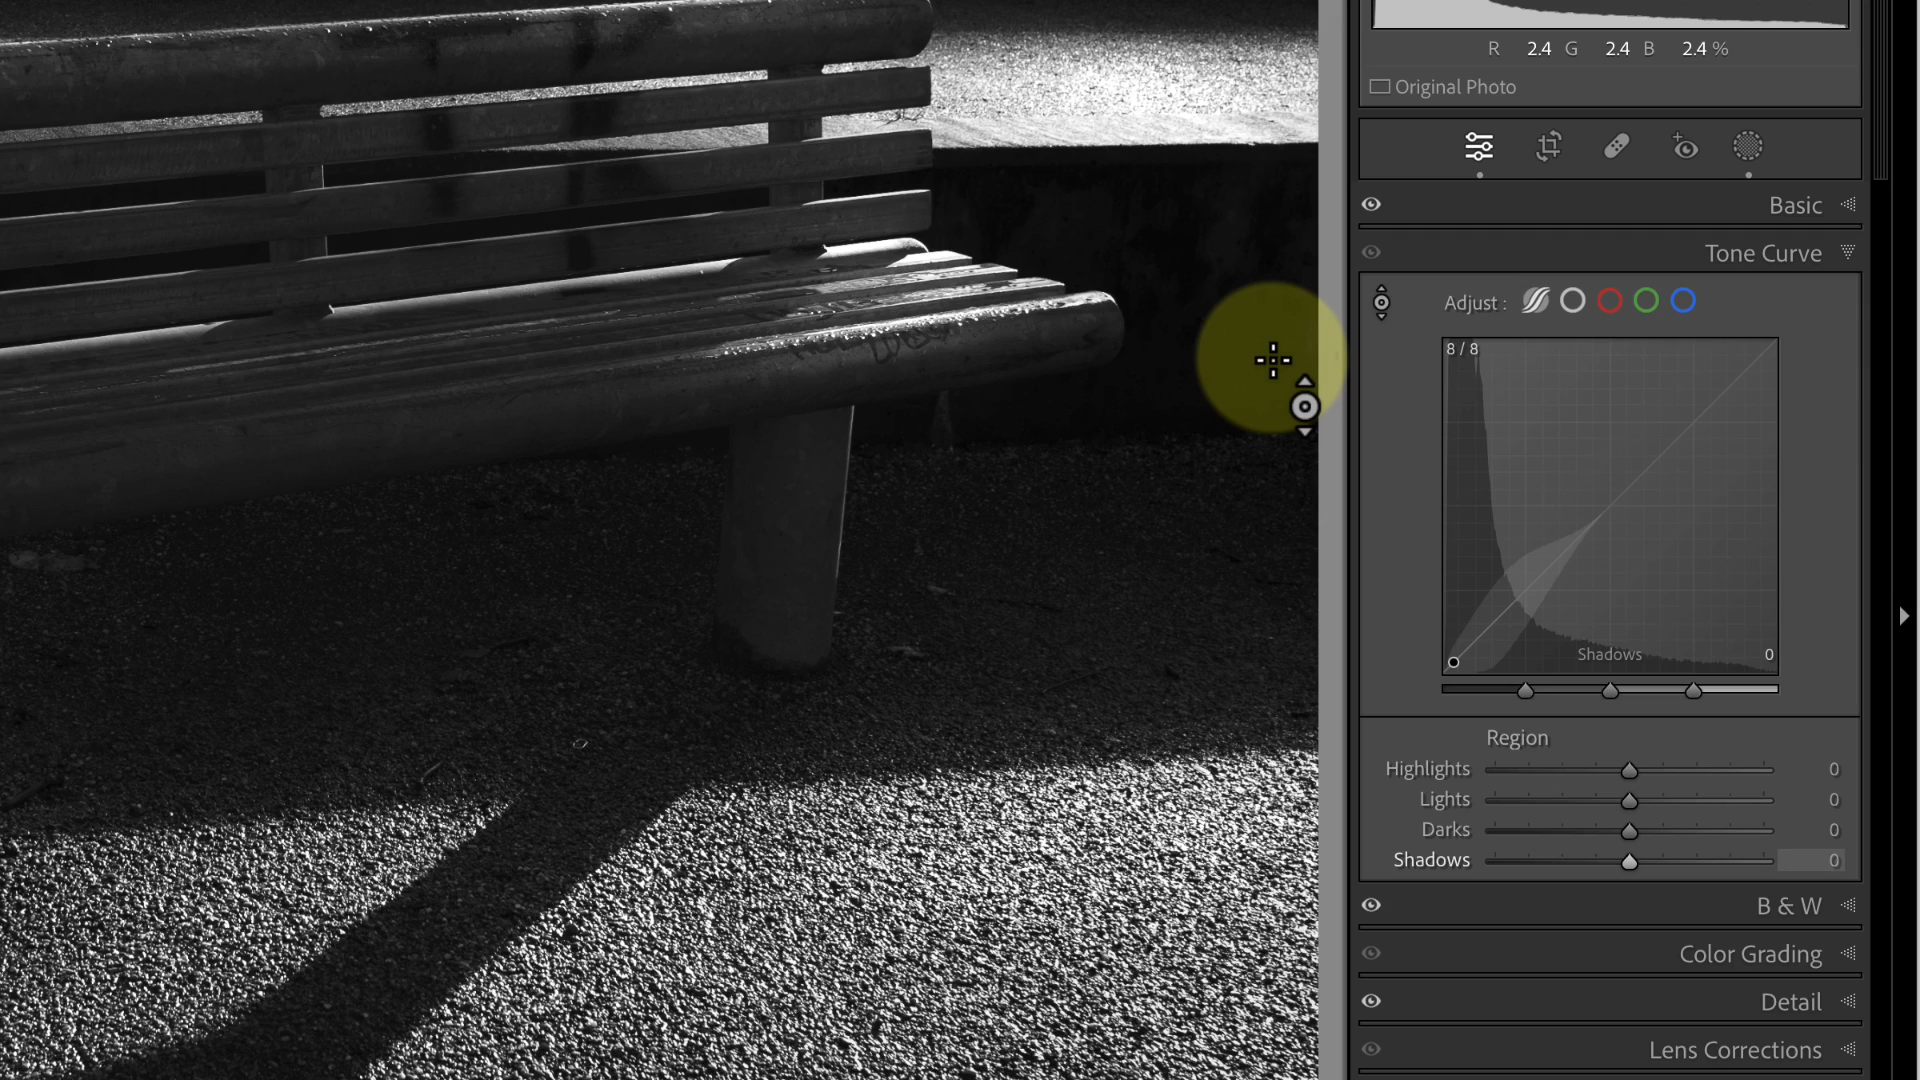 R 2.4 G 2.4 B 2.4 %
Original Photo
Basic
Tone Curve
Adjust :
8 / 8
Shadows 0
Region
Highlights 0
Lights 0
Darks 0
Shadows 0
B & W
Color Grading
Detail
Lens Corrections